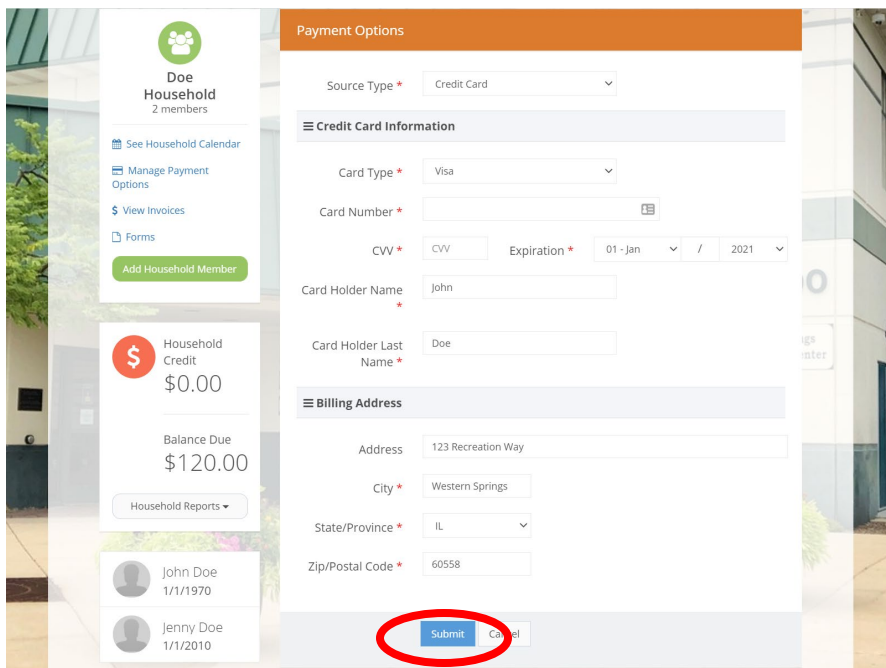 Doe
Household
2 members
See Household Calendar
Manage Payment
Options
$ View Invoices
Forms
Add Household Member
Household
Credit
$0.00
Balance Due
$120.00
Household Reports
John Doe
1/1/1970
Jenny Doe
1/1/2010
Payment Options
Source Type * Credit Card
Credit Card Information
Card Type * Visa
Card Number *
CVV * CVV Expiration * 01 - Jan / 2021
Card Holder Name
* John
Card Holder Last
Name * Doe
Billing Address
Address 123 Recreation Way
City * Western Springs
State/Province * IL
Zip/Postal Code * 60558
Submit Cancel